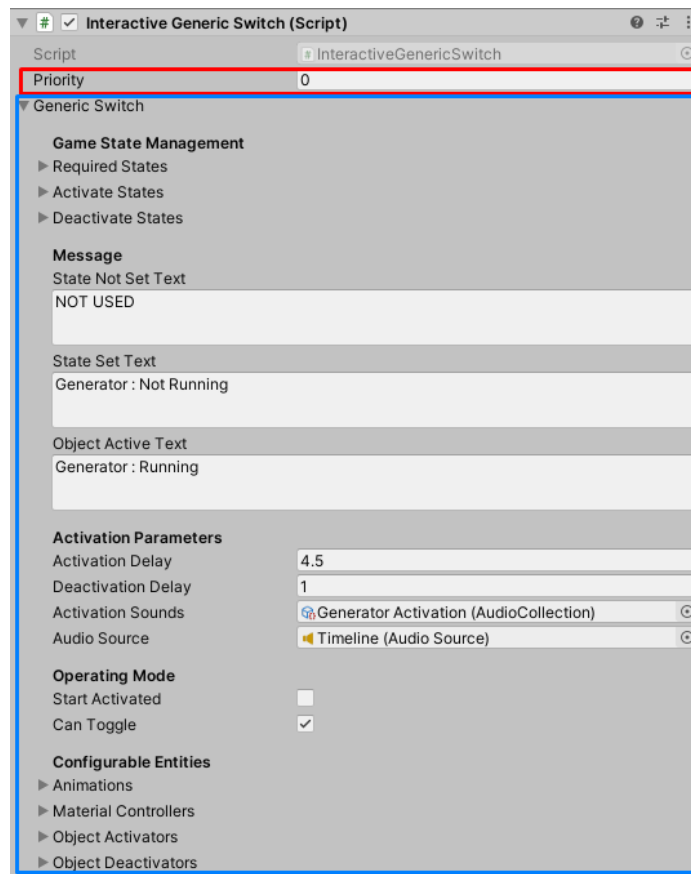 Interactive Generic Switch (Script)
Script InteractiveGenericSwitch
Priority 0
Generic Switch
Game State Management
Required States
Activate States
Deactivate States
Message
State Not Set Text
NOT USED
State Set Text
Generator : Not Running
Object Active Text
Generator : Running
Activation Parameters
Activation Delay 4.5
Deactivation Delay 1
Activation Sounds Generator Activation (AudioCollection)
Audio Source Timeline (Audio Source)
Operating Mode
Start Activated
Can Toggle
Configurable Entities
Animations
Material Controllers
Object Activators
Object Deactivators